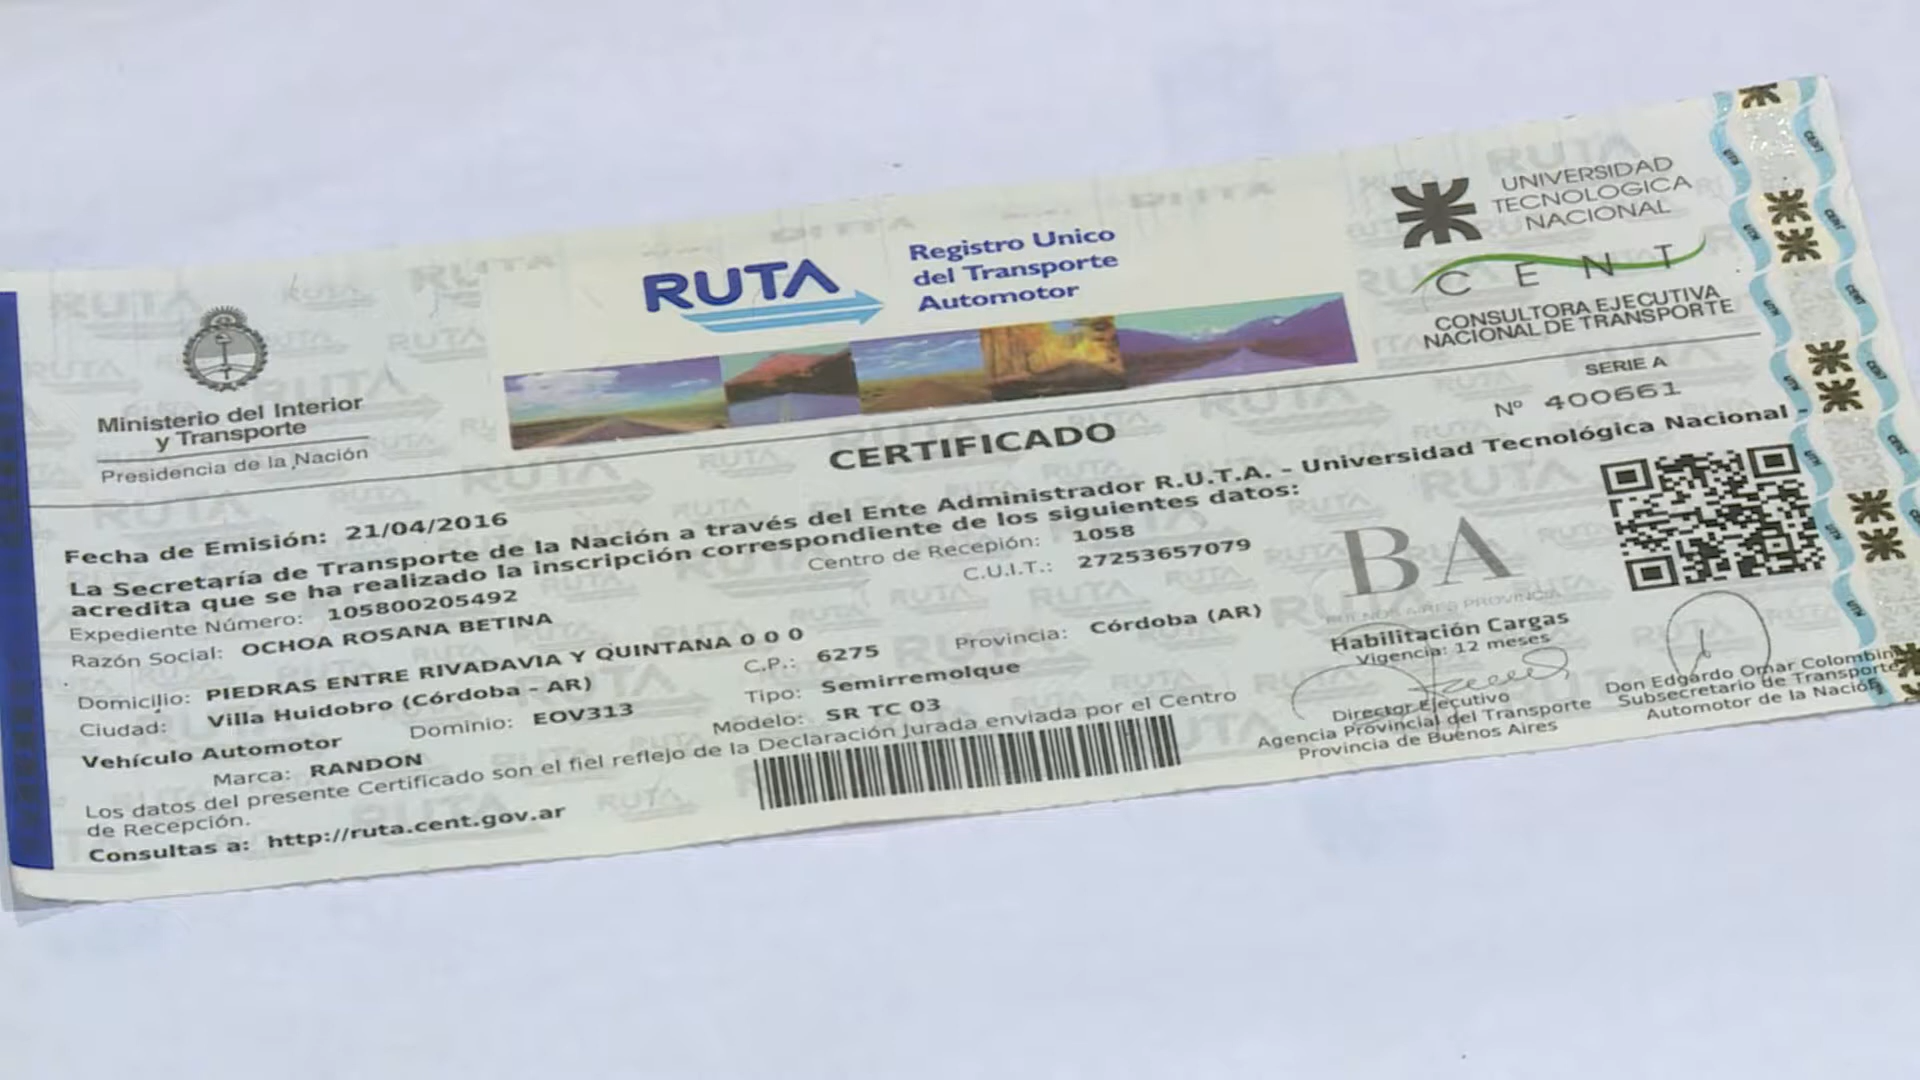 Ministerio del Interior
y Transporte
Presidencia de la Nación
RUTA
Registro Unico
del Transporte
Automotor
UNIVERSIDAD
TECNOLOGICA
NACIONAL
CENT
CONSULTORA EJECUTIVA
NACIONAL DE TRANSPORTE
SERIE A
Nº 400661
CERTIFICADO
Fecha de Emisión: 21/04/2016
La Secretaría de Transporte de la Nación a través del Ente Administrador R.U.T.A. - Universidad Tecnológica Nacional -
acredita que se ha realizado la inscripción correspondiente de los siguientes datos:
Expediente Número: 105800205492 Centro de Recepión: 1058
Razón Social: OCHOA ROSANA BETINA C.U.I.T.: 27253657079
Domicilio: PIEDRAS ENTRE RIVADAVIA Y QUINTANA 0 0 0
Ciudad: Villa Huidobro (Córdoba - AR) C.P.: 6275 Provincia: Córdoba (AR)
Vehículo Automotor Dominio: EOV313 Tipo: Semirremolque
Marca: RANDON Modelo: SR TC 03
Los datos del presente Certificado son el fiel reflejo de la Declaración Jurada enviada por el Centro
de Recepción.
Consultas a: http://ruta.cent.gov.ar
BA
BUENOS AIRES PROVINCIA
Habilitación Cargas
Vigencia: 12 meses
Director Ejecutivo
Agencia Provincial del Transporte
Provincia de Buenos Aires
Don Edgardo Omar Colombin
Subsecretario de Transporte
Automotor de la Nación